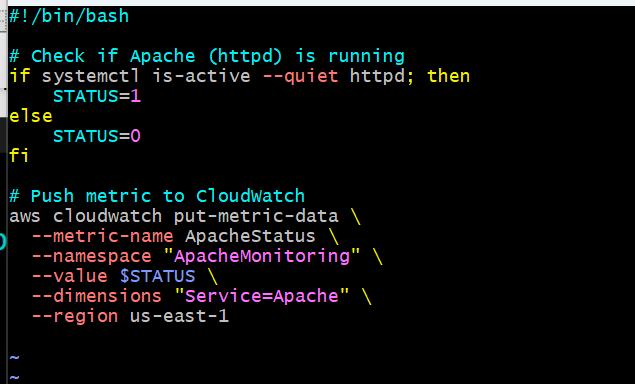 #!/bin/bash
# Check if Apache (httpd) is running
if systemctl is-active --quiet httpd; then
    STATUS=1
else
    STATUS=0
fi
# Push metric to CloudWatch
aws cloudwatch put-metric-data \
  --metric-name ApacheStatus \
  --namespace "ApacheMonitoring" \
  --value $STATUS \
  --dimensions "Service=Apache" \
  --region us-east-1
~
~